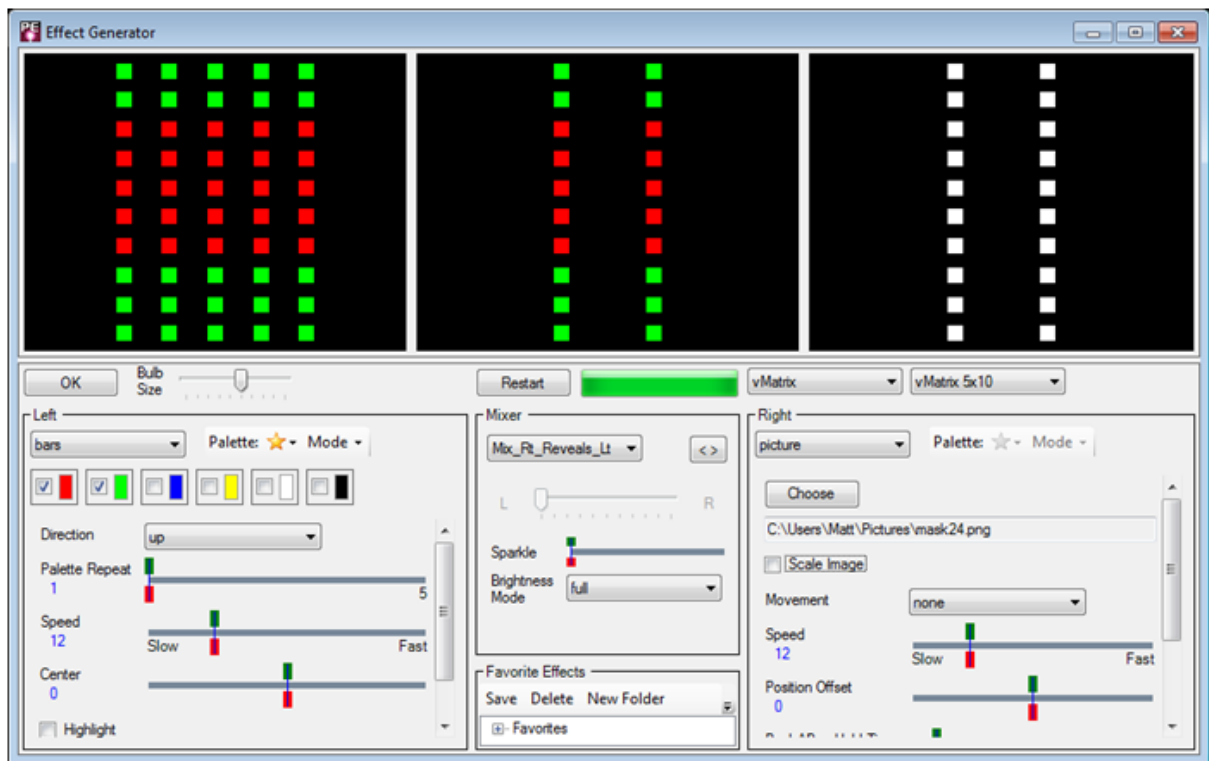 PE Effect Generator
OK
Bulb
Size
Restart
vMatrix
vMatrix 5x10
Left
bars
Palette:
Mode
Direction
up
Palette Repeat
1
5
Speed
12
Slow
Fast
Center
0
Highlight
Mixer
Mix_Rt_Reveals_Lt
<>
L
R
Sparkle
Brightness
Mode
full
Favorite Effects
Save Delete New Folder
Favorites
Right
picture
Palette:
Mode
Choose
C:\Users\Matt\Pictures\mask24.png
Scale Image
Movement
none
Speed
12
Slow
Fast
Position Offset
0